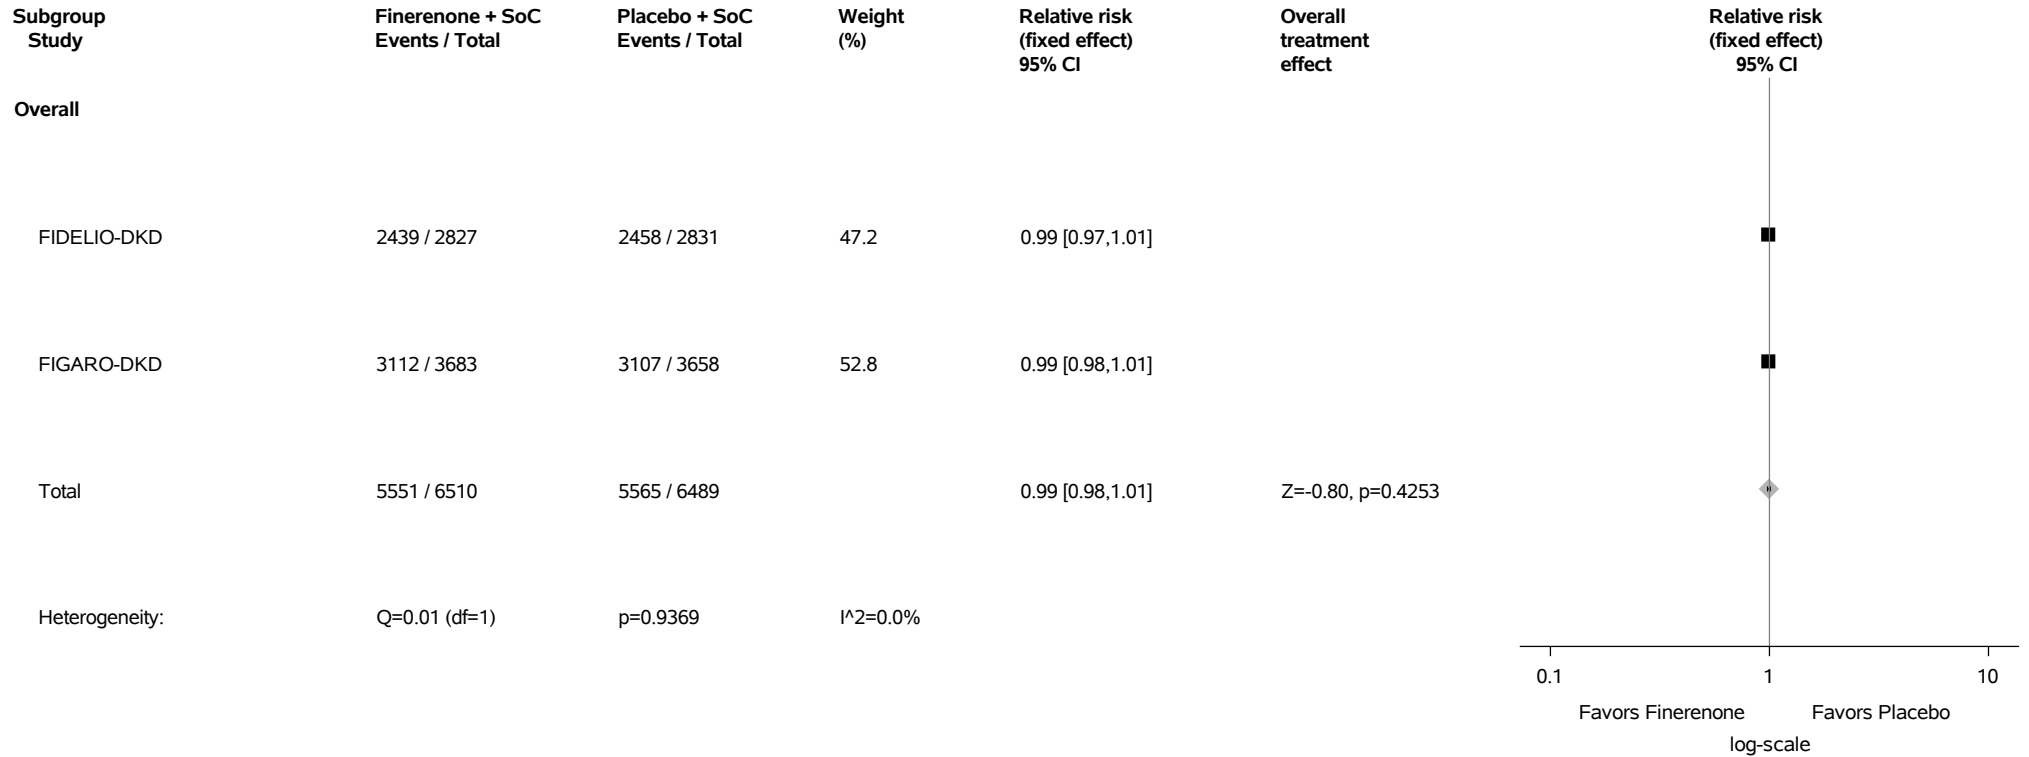 Subgroup Finerenone + SoC Placebo + SoC Weight Relative risk Overall Relative risk
Study Events / Total Events / Total (%) (fixed effect) treatment (fixed effect)
95% CI effect 95% CI
Overall
FIDELIO-DKD 2439 / 2827 2458 / 2831 47.2 0.99 [0.97,1.01]
FIGARO-DKD 3112 / 3683 3107 / 3658 52.8 0.99 [0.98,1.01]
Total 5551 / 6510 5565 / 6489 0.99 [0.98,1.01] Z=-0.80, p=0.4253
Heterogeneity: Q=0.01 (df=1) p=0.9369 I^2=0.0%
0.1 1 10
Favors Finerenone Favors Placebo
log-scale